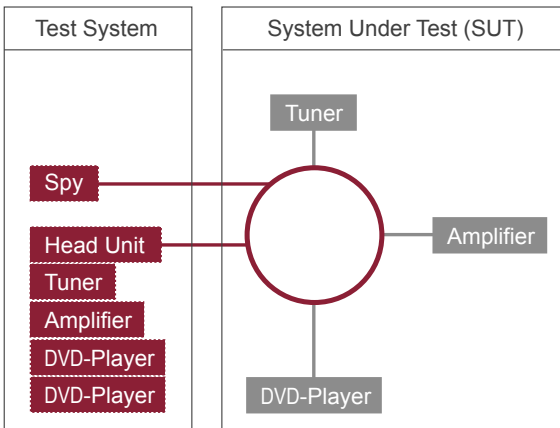 Test System
System Under Test (SUT)
Tuner
Spy
Amplifier
Head Unit
Tuner
Amplifier
DVD-Player
DVD-Player
DVD-Player